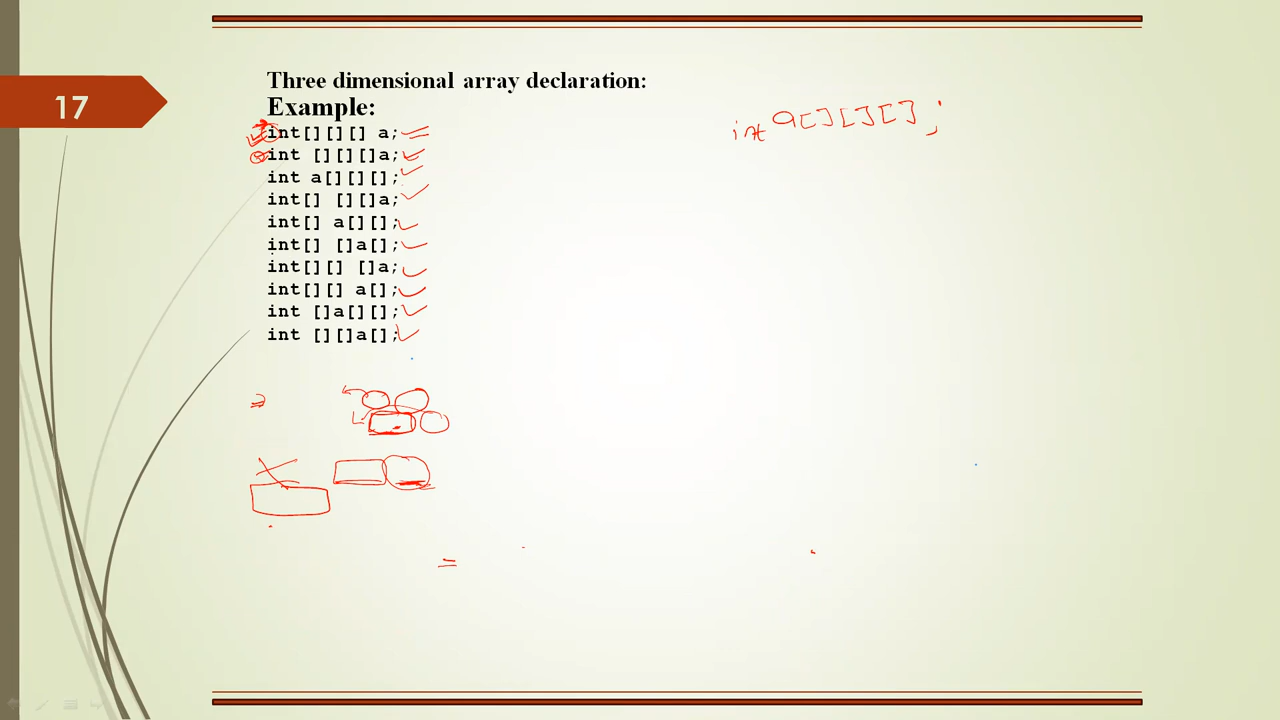 17
Three dimensional array declaration:
Example:
int[][][] a;
int [][][]a;
int a[][][];
int[] [][]a;
int[] a[][];
int[] []a[];
int[][] []a;
int[][] a[];
int []a[][];
int [][]a[];
int a[][][];